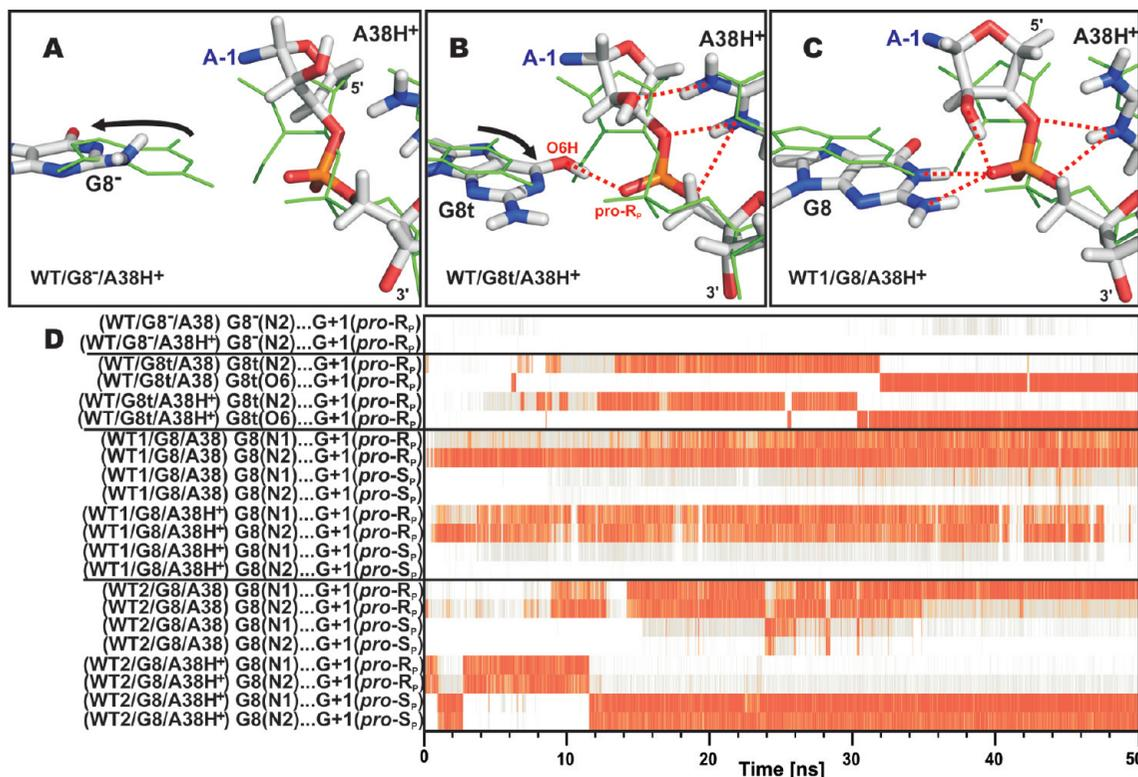 A
A-1
A38H+
5'
G8-
3'
WT/G8-/A38H+
B
A-1
A38H+
O6H
G8t
pro-RP
WT/G8t/A38H+
3'
C
A-1
5'
A38H+
G8
WT1/G8/A38H+
3'
D
(WT/G8-/A38) G8-(N2)...G+1(pro-RP)
(WT/G8-/A38H+) G8-(N2)...G+1(pro-RP)
(WT/G8t/A38) G8t(N2)...G+1(pro-RP)
(WT/G8t/A38) G8t(O6)...G+1(pro-RP)
(WT/G8t/A38H+) G8t(N2)...G+1(pro-RP)
(WT/G8t/A38H+) G8t(O6)...G+1(pro-RP)
(WT1/G8/A38) G8(N1)...G+1(pro-RP)
(WT1/G8/A38) G8(N2)...G+1(pro-RP)
(WT1/G8/A38) G8(N1)...G+1(pro-SP)
(WT1/G8/A38) G8(N2)...G+1(pro-SP)
(WT1/G8/A38H+) G8(N1)...G+1(pro-RP)
(WT1/G8/A38H+) G8(N2)...G+1(pro-RP)
(WT1/G8/A38H+) G8(N1)...G+1(pro-SP)
(WT1/G8/A38H+) G8(N2)...G+1(pro-SP)
(WT2/G8/A38) G8(N1)...G+1(pro-RP)
(WT2/G8/A38) G8(N2)...G+1(pro-RP)
(WT2/G8/A38) G8(N1)...G+1(pro-SP)
(WT2/G8/A38) G8(N2)...G+1(pro-SP)
(WT2/G8/A38H+) G8(N1)...G+1(pro-RP)
(WT2/G8/A38H+) G8(N2)...G+1(pro-RP)
(WT2/G8/A38H+) G8(N1)...G+1(pro-SP)
(WT2/G8/A38H+) G8(N2)...G+1(pro-SP)
0 10 20 30 40 50
Time [ns]